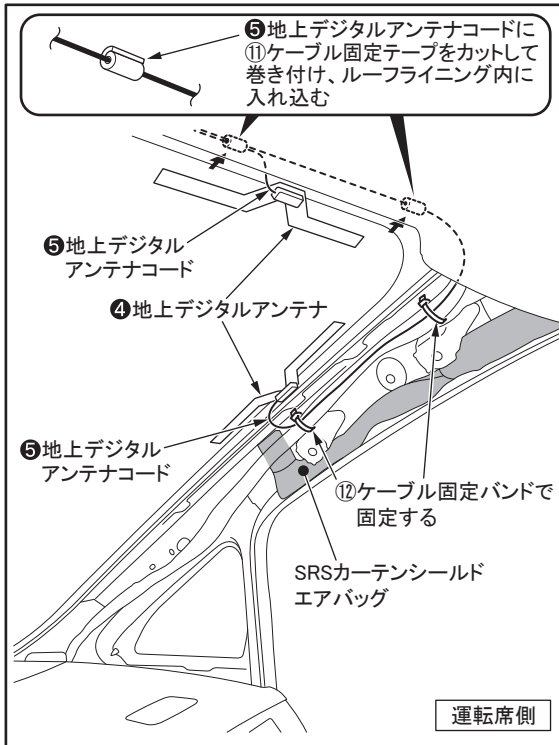 ❺地上デジタルアンテナコードに
⑪ケーブル固定テープをカットして
巻き付け、ルーフライニング内に
入れ込む
❺地上デジタル
アンテナコード
❹地上デジタルアンテナ
❺地上デジタル
アンテナコード
⑫ケーブル固定バンドで
固定する
SRSカーテンシールド
エアバッグ
運転席側